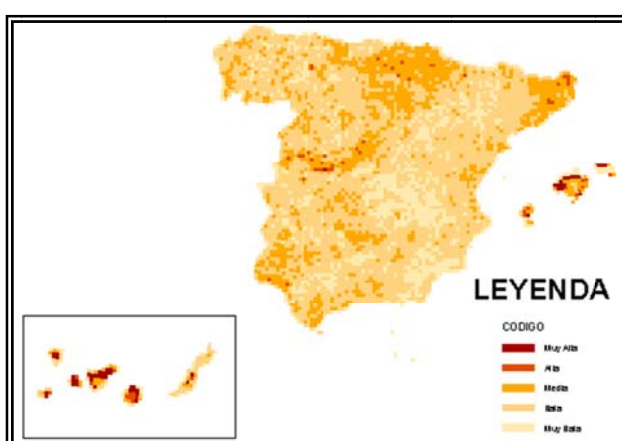 LEYENDA
CODIGO
Muy Alta
Alta
Media
Baja
Muy Baja